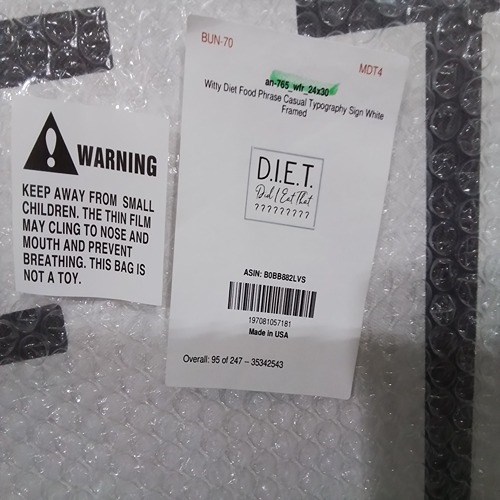 BUN-70
MDT4
an-765_wfr_24x30
Witty Diet Food Phrase Casual Typography Sign White
Framed
D.I.E.T.
Did I Eat That
?????????
ASIN: B0BB882LVS
197081057181
Made in USA
Overall: 95 of 247 – 35342543
WARNING
KEEP AWAY FROM SMALL
CHILDREN. THE THIN FILM
MAY CLING TO NOSE AND
MOUTH AND PREVENT
BREATHING. THIS BAG IS
NOT A TOY.